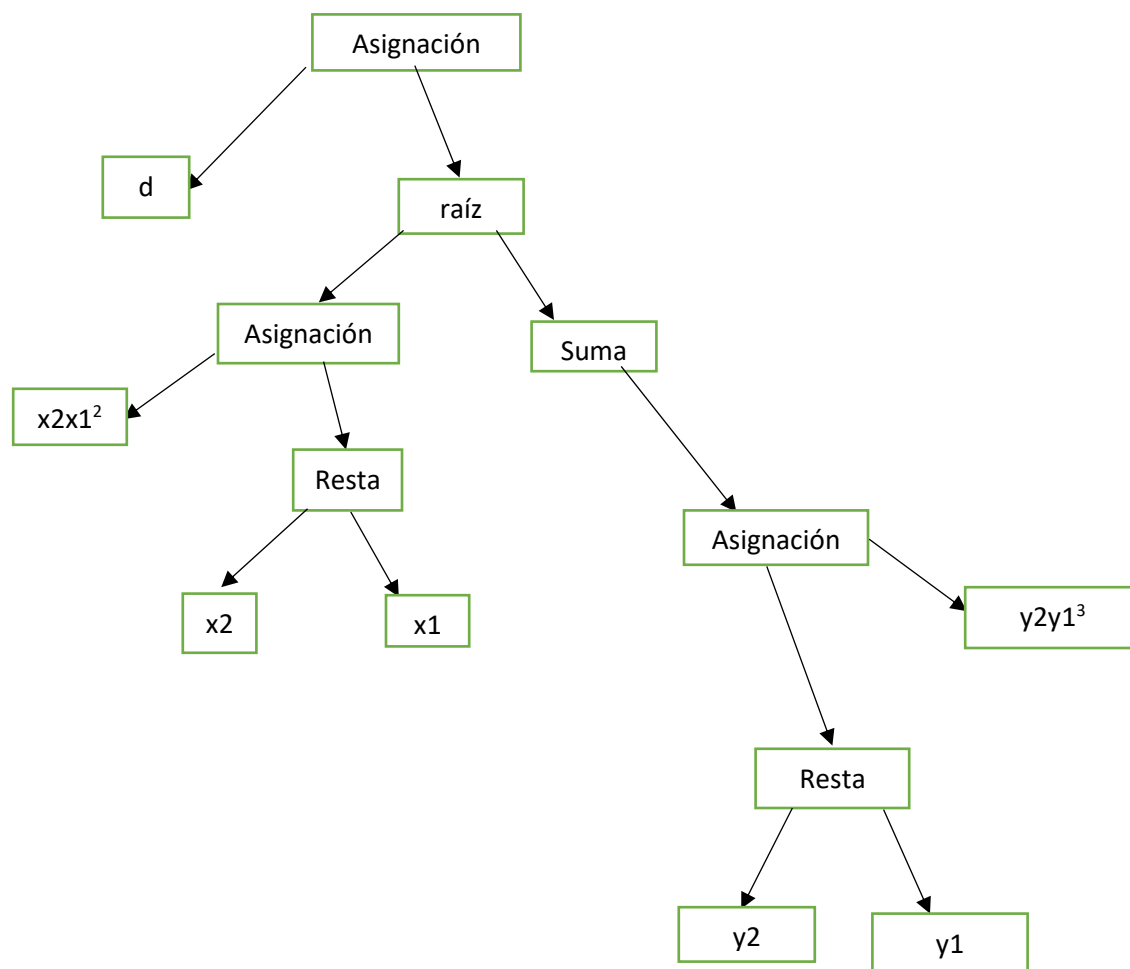 Asignación
d
raíz
Asignación
Suma
x2x1²
Resta
Asignación
x2
x1
y2y1³
Resta
y2
y1